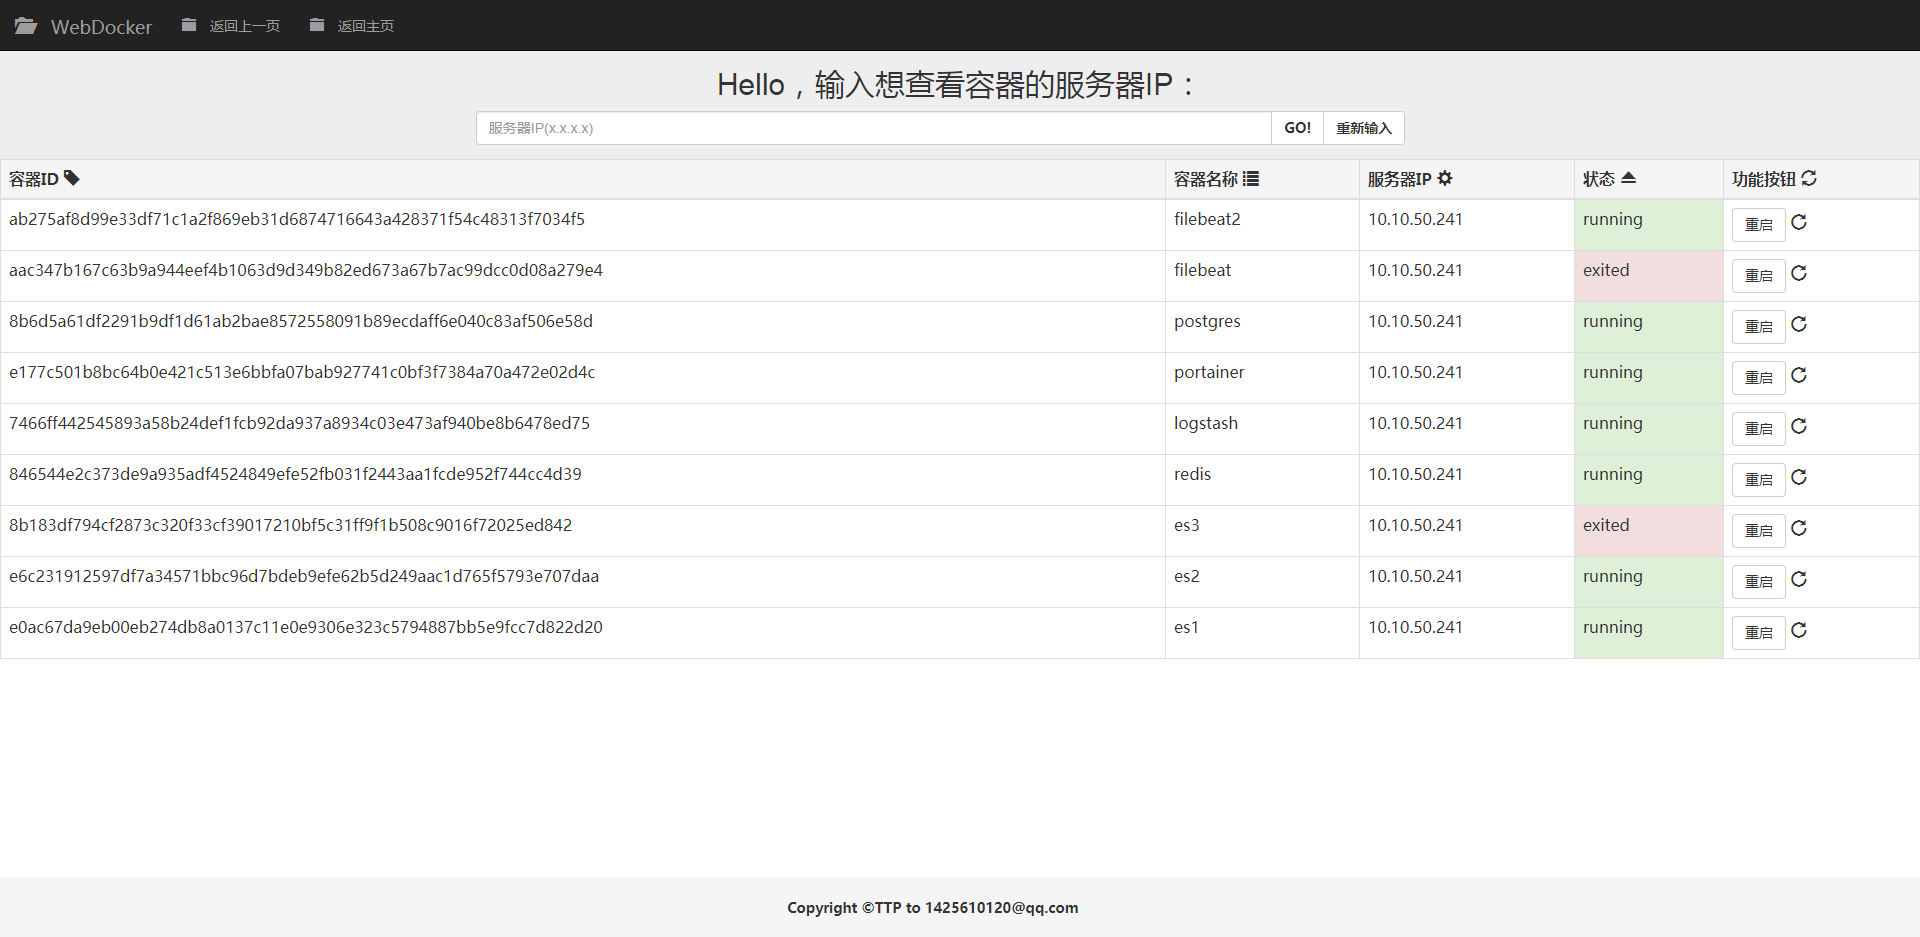 WebDocker 返回上一页 返回主页
Hello，输入想查看容器的服务器IP：
服务器IP(x.x.x.x) GO! 重新输入
容器ID 容器名称 服务器IP 状态 功能按钮
ab275af8d99e33df71c1a2f869eb31d6874716643a428371f54c48313f7034f5 filebeat2 10.10.50.241 running 重启
aac347b167c63b9a944eef4b1063d9d349b82ed673a67b7ac99dcc0d08a279e4 filebeat 10.10.50.241 exited 重启
8b6d5a61df2291b9df1d61ab2bae8572558091b89ecdaff6e040c83af506e58d postgres 10.10.50.241 running 重启
e177c501b8bc64b0e421c513e6bbfa07bab927741c0bf3f7384a70a472e02d4c portainer 10.10.50.241 running 重启
7466ff442545893a58b24def1fcb92da937a8934c03e473af940be8b6478ed75 logstash 10.10.50.241 running 重启
846544e2c373de9a935adf4524849efe52fb031f2443aa1fcde952f744cc4d39 redis 10.10.50.241 running 重启
8b183df794cf2873c320f33cf39017210bf5c31ff9f1b508c9016f72025ed842 es3 10.10.50.241 exited 重启
e6c231912597df7a34571bbc96d7bdeb9efe62b5d249aac1d765f5793e707daa es2 10.10.50.241 running 重启
e0ac67da9eb00eb274db8a0137c11e0e9306e323c5794887bb5e9fcc7d822d20 es1 10.10.50.241 running 重启
Copyright ©TTP to 1425610120@qq.com